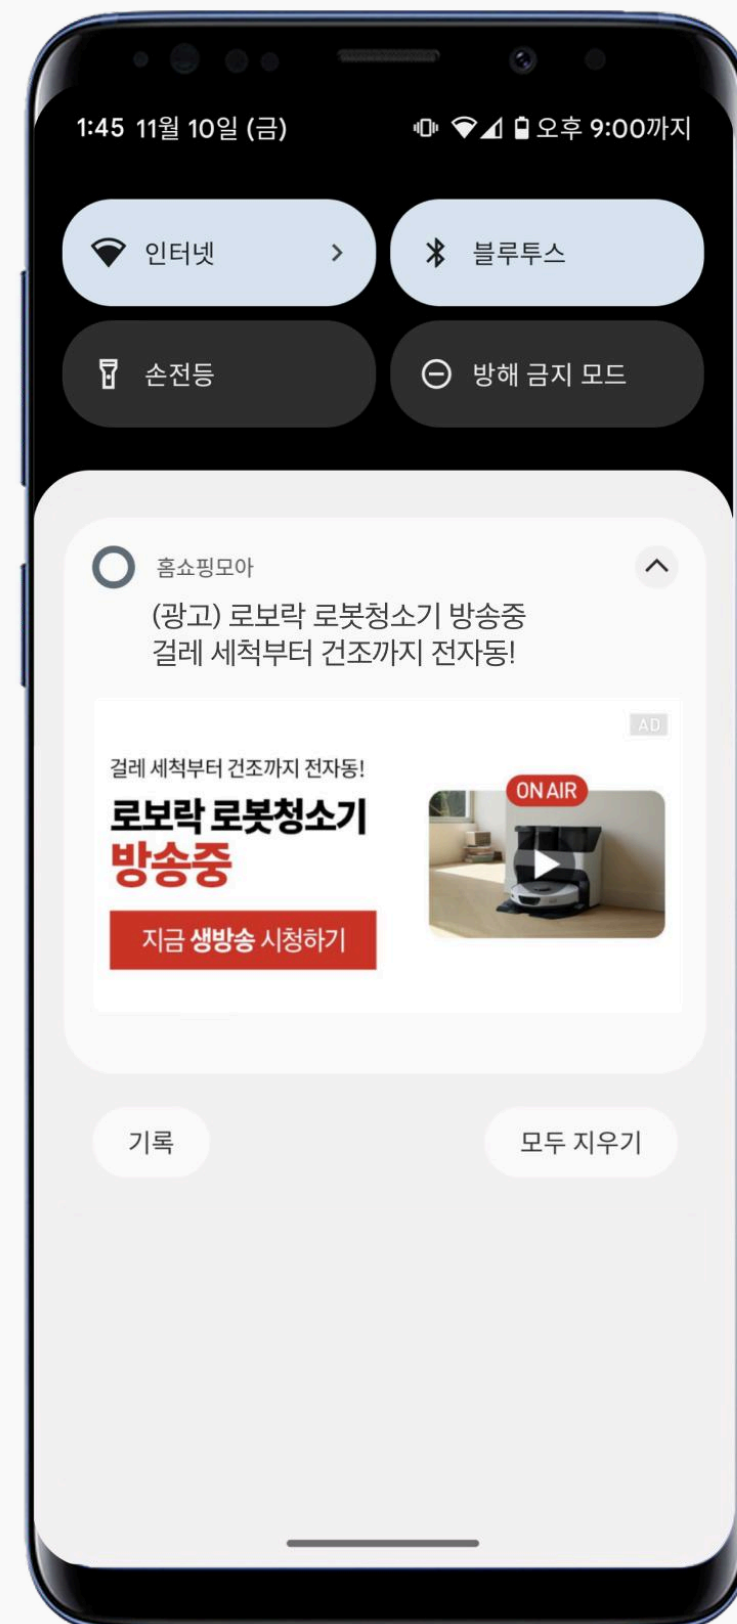 1:45 11월 10일 (금) 오후 9:00까지
인터넷
블루투스
손전등
방해 금지 모드
홈쇼핑모아
(광고) 로보락 로봇청소기 방송중
걸레 세척부터 건조까지 전자동!
AD
걸레 세척부터 건조까지 전자동!
로보락 로봇청소기
방송중
지금 생방송 시청하기
ON AIR
기록
모두 지우기